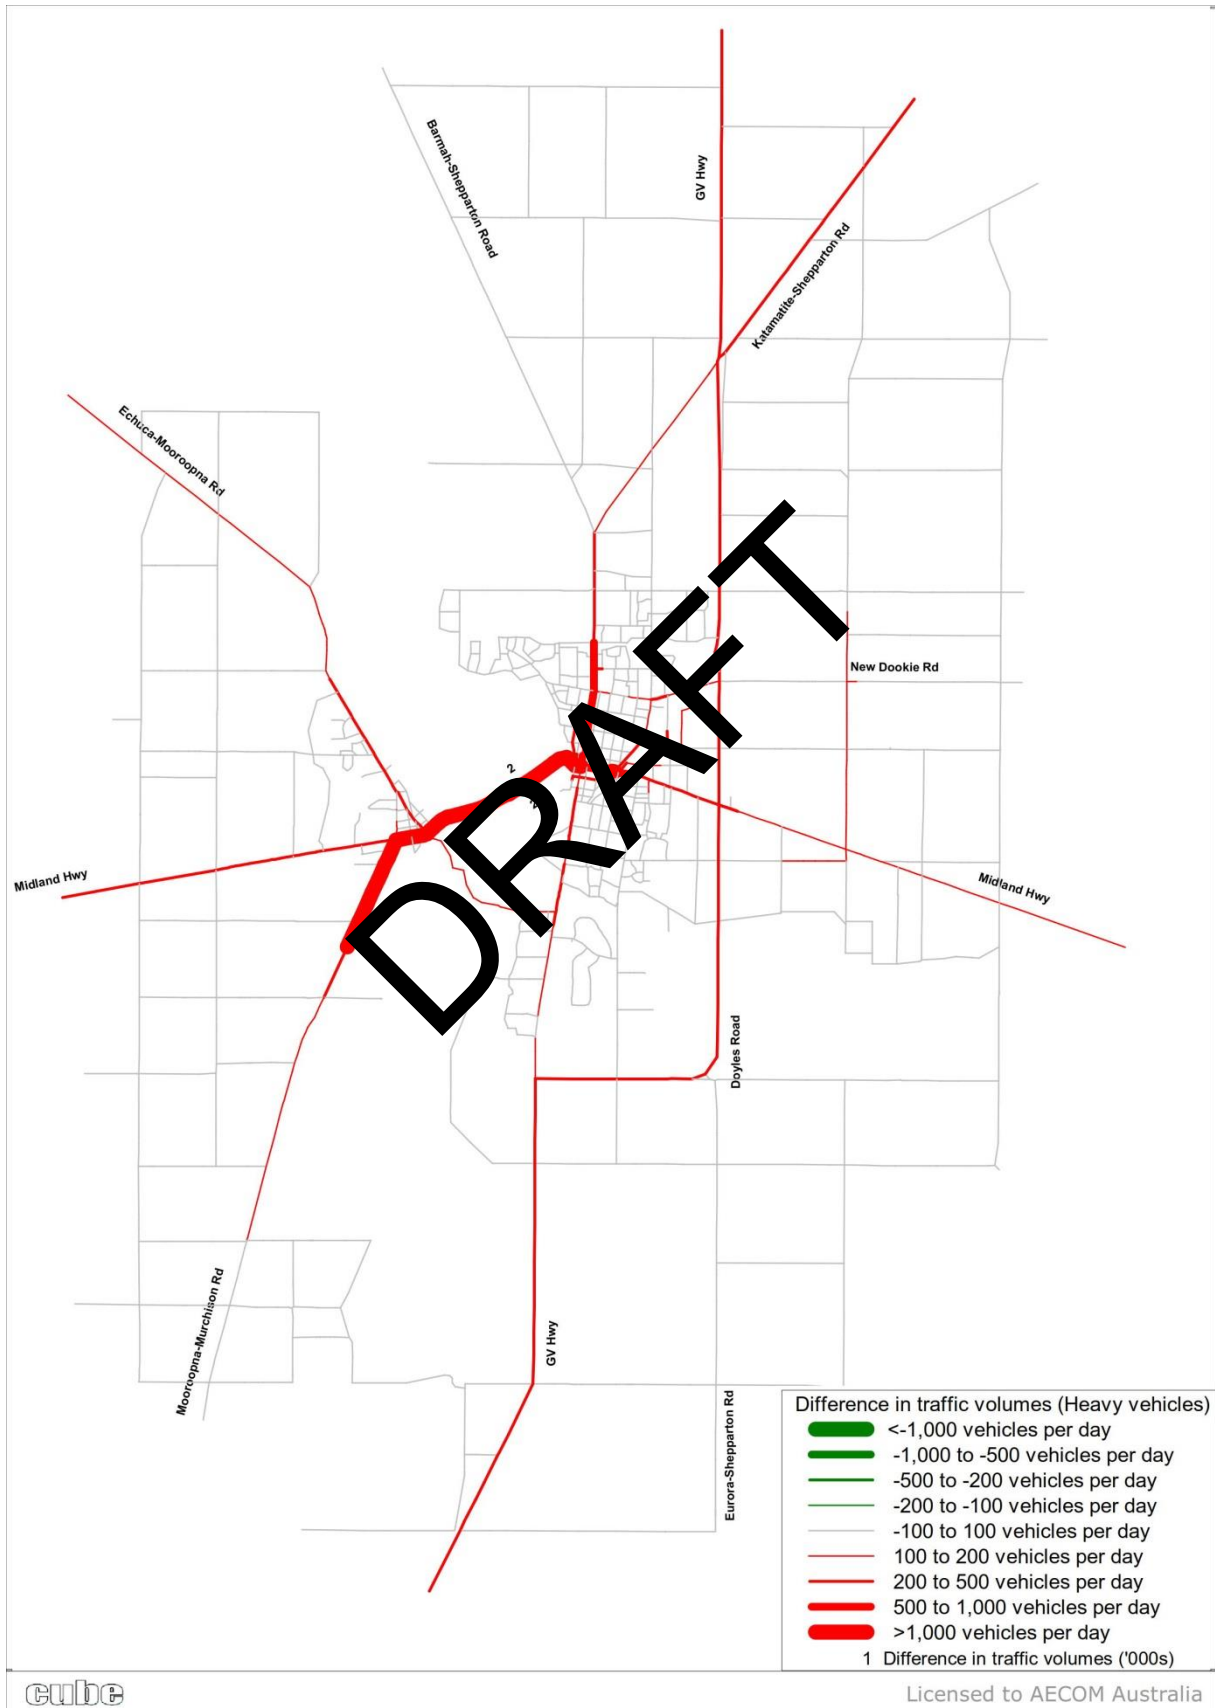 Barmah-Shepparton Road
GV Hwy
Katamatite-Shepparton Rd
Echuca-Mooroopna Rd
New Dookie Rd
2
2
Midland Hwy
Midland Hwy
DRAFT
Doyles Road
Mooroopna-Murchison Rd
GV Hwy
Eurora-Shepparton Rd
Difference in traffic volumes (Heavy vehicles)
<-1,000 vehicles per day
-1,000 to -500 vehicles per day
-500 to -200 vehicles per day
-200 to -100 vehicles per day
-100 to 100 vehicles per day
100 to 200 vehicles per day
200 to 500 vehicles per day
500 to 1,000 vehicles per day
>1,000 vehicles per day
1 Difference in traffic volumes ('000s)
cube
Licensed to AECOM Australia